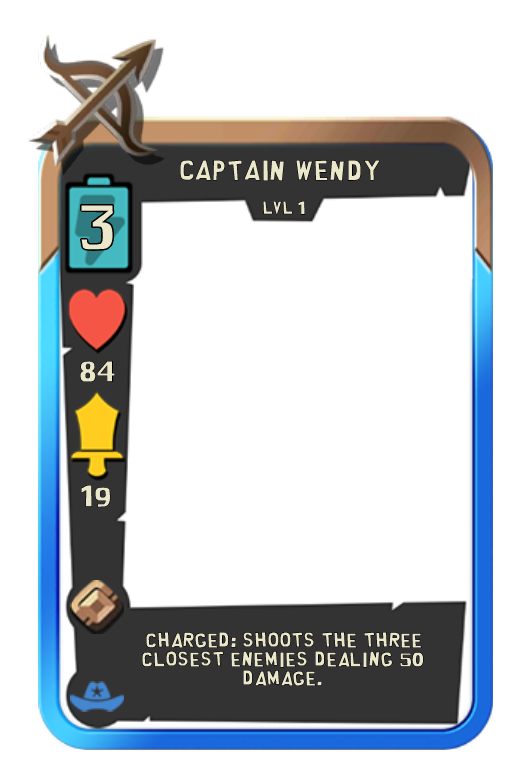 CAPTAIN WENDY
LVL 1
3
84
19
CHARGED: SHOOTS THE THREE
CLOSEST ENEMIES DEALING 50
DAMAGE.